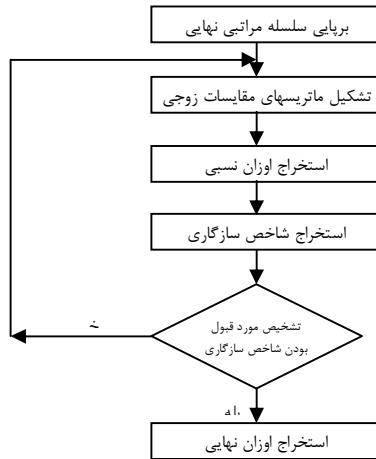 برپایی سلسله مراتبی نهایی
تشکیل ماتریسهای مقایسات زوجی
استخراج اوزان نسبی
استخراج شاخص سازگاری
تشخیص مورد قبول
بودن شاخص سازگاری
استخراج اوزان نهایی